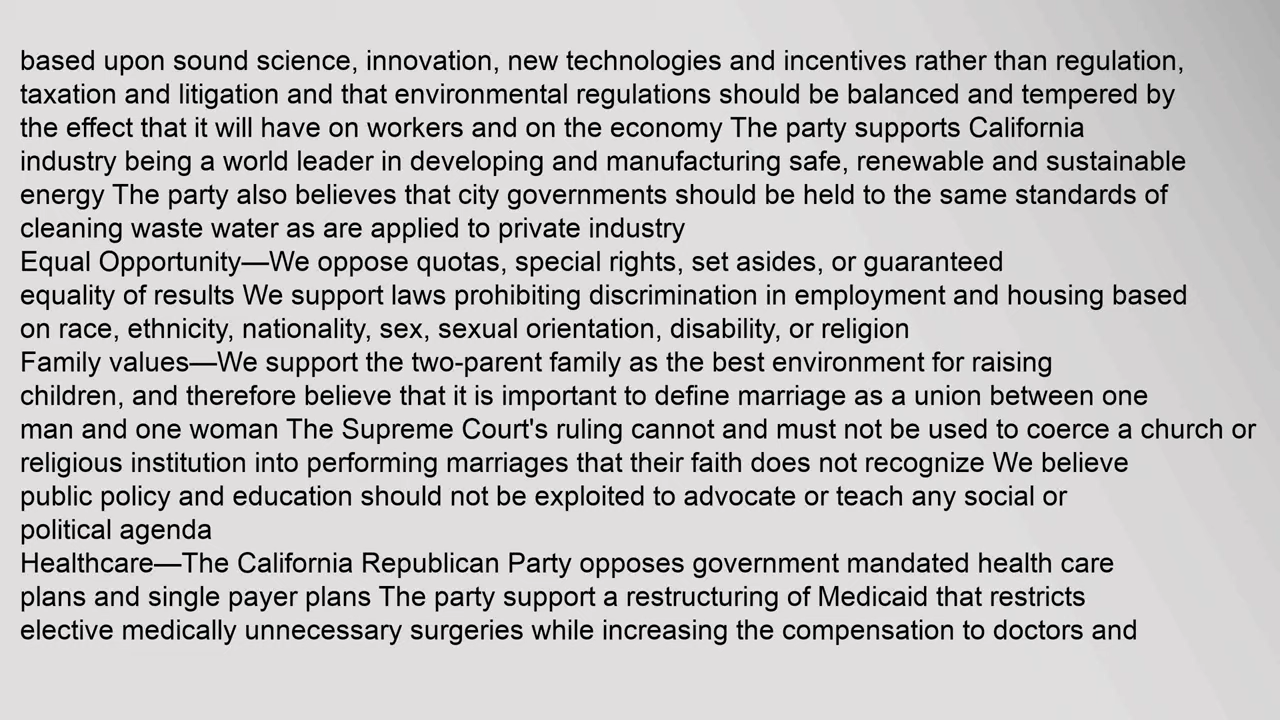 based upon sound science, innovation, new technologies and incentives rather than regulation,
taxation and litigation and that environmental regulations should be balanced and tempered by
the effect that it will have on workers and on the economy The party supports California
industry being a world leader in developing and manufacturing safe, renewable and sustainable
energy The party also believes that city governments should be held to the same standards of
cleaning waste water as are applied to private industry
Equal Opportunity—We oppose quotas, special rights, set asides, or guaranteed
equality of results We support laws prohibiting discrimination in employment and housing based
on race, ethnicity, nationality, sex, sexual orientation, disability, or religion
Family values—We support the two-parent family as the best environment for raising
children, and therefore believe that it is important to define marriage as a union between one
man and one woman The Supreme Court's ruling cannot and must not be used to coerce a church or
religious institution into performing marriages that their faith does not recognize We believe
public policy and education should not be exploited to advocate or teach any social or
political agenda
Healthcare—The California Republican Party opposes government mandated health care
plans and single payer plans The party support a restructuring of Medicaid that restricts
elective medically unnecessary surgeries while increasing the compensation to doctors and